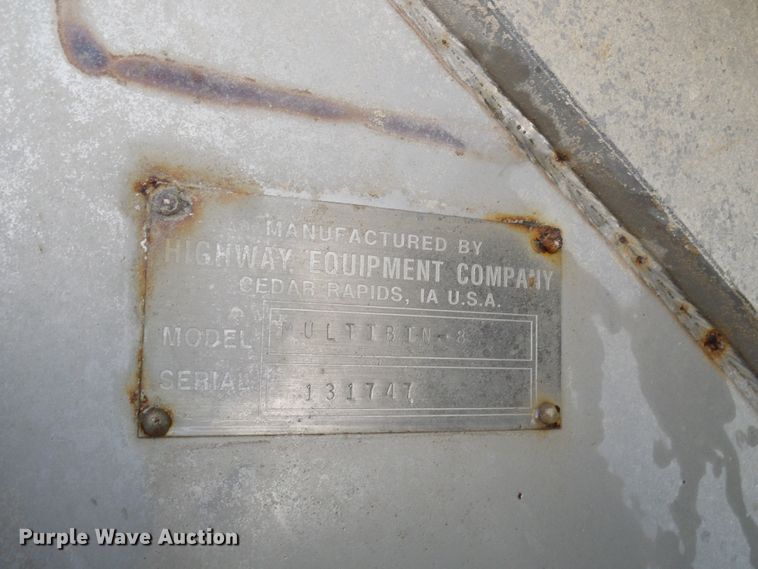 MANUFACTURED BY
HIGHWAY EQUIPMENT COMPANY
CEDAR RAPIDS, IA U.S.A.
MODEL MULTIBIN-8
SERIAL 131747
Purple Wave Auction